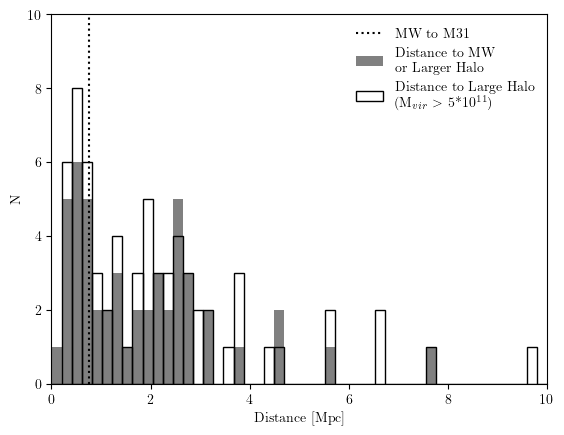 10
8
6
4
2
0
N
MW to M31
Distance to MW
or Larger Halo
Distance to Large Halo
(Mvir > 5*10^11)
0 2 4 6 8 10
Distance [Mpc]